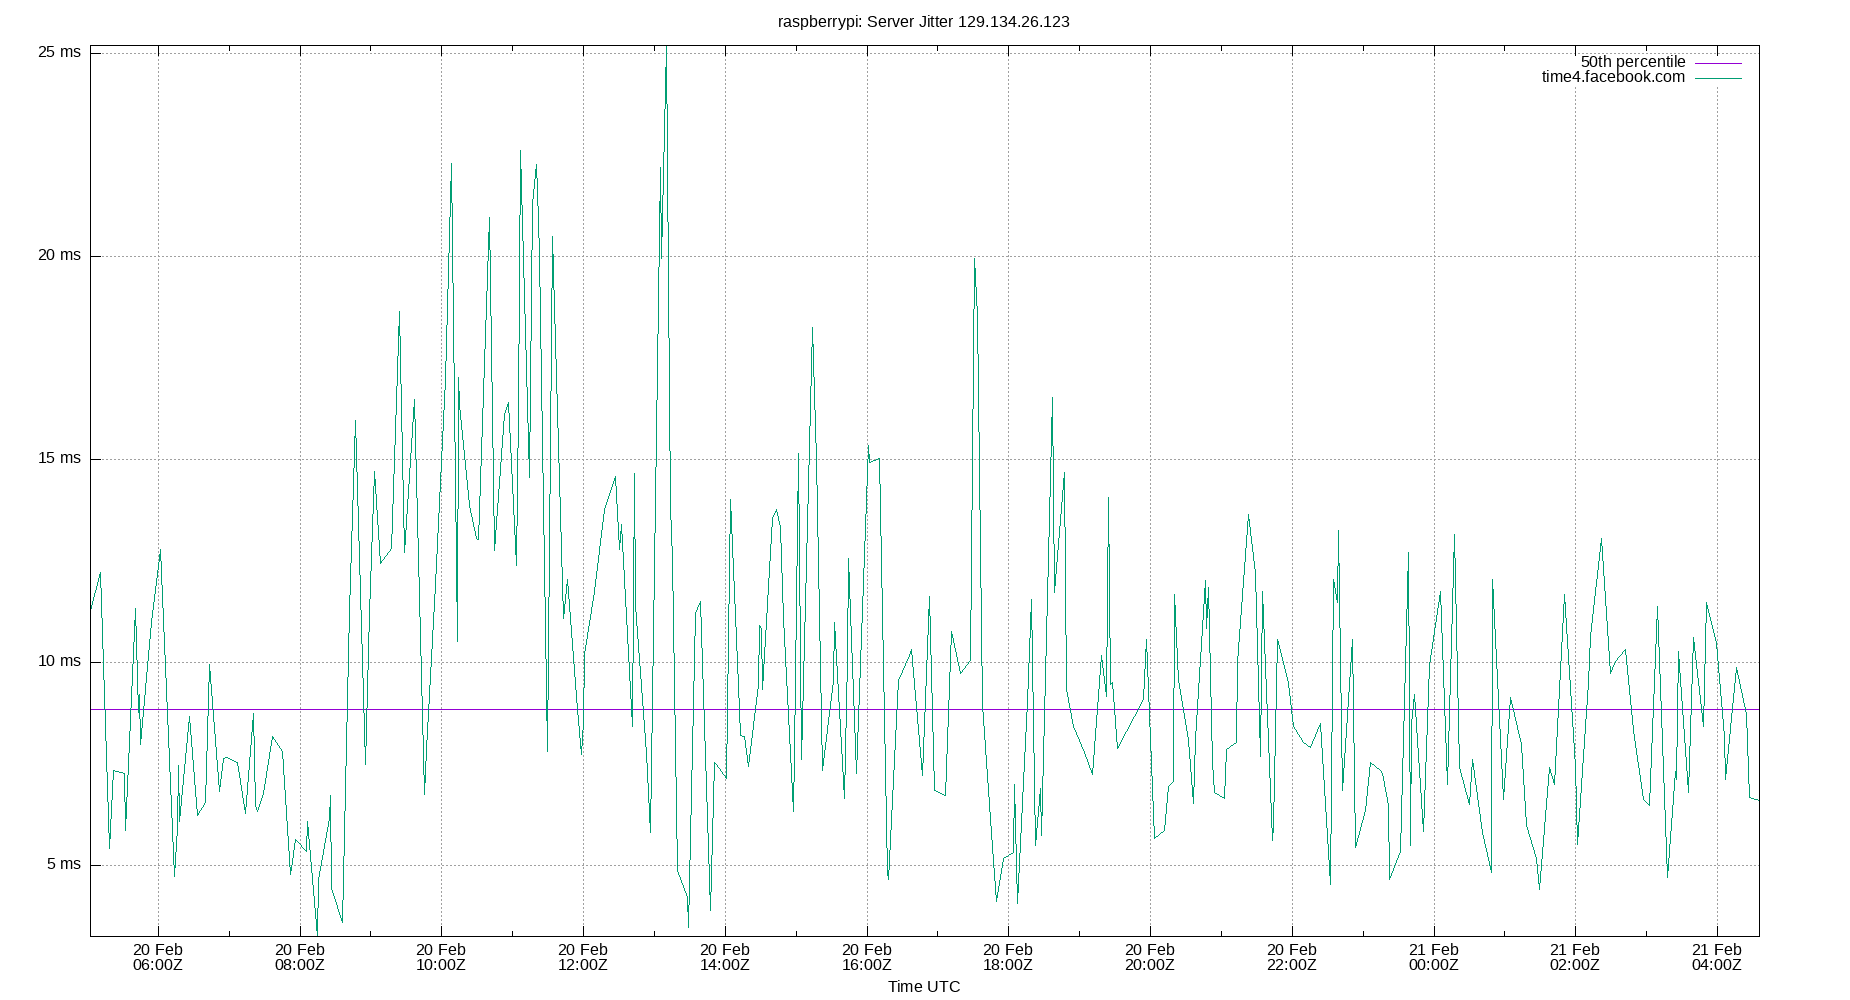 raspberrypi: Server Jitter 129.134.26.123
25 ms
50th percentile
time4.facebook.com
20 ms
15 ms
10 ms
5 ms
20 Feb 20 Feb 20 Feb 20 Feb 20 Feb 20 Feb 20 Feb 20 Feb 20 Feb 21 Feb 21 Feb 21 Feb
06:00Z 08:00Z 10:00Z 12:00Z 14:00Z 16:00Z 18:00Z 20:00Z 22:00Z 00:00Z 02:00Z 04:00Z
Time UTC